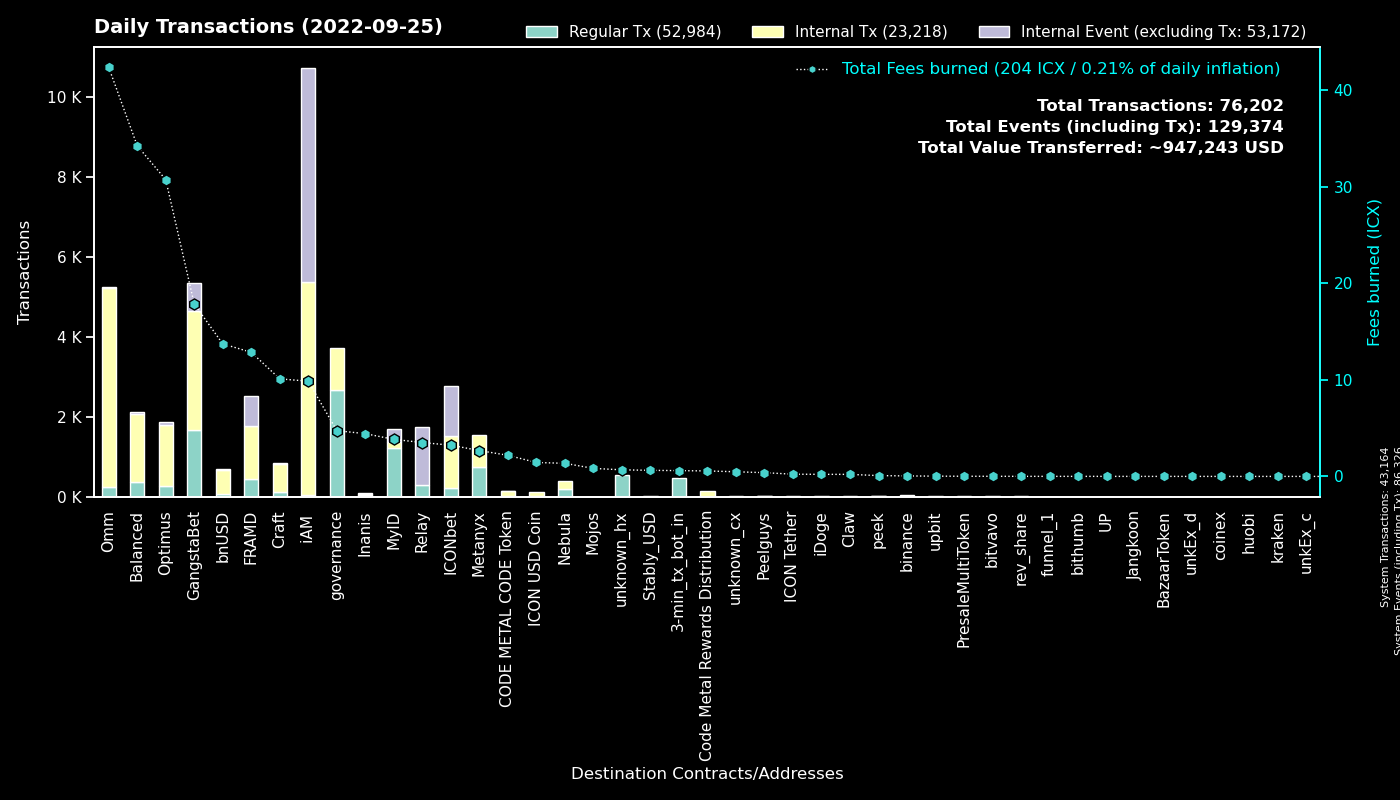 Daily Transactions (2022-09-25)
Regular Tx (52,984)
Internal Tx (23,218)
Internal Event (excluding Tx: 53,172)
Total Fees burned (204 ICX / 0.21% of daily inflation)
Total Transactions: 76,202
Total Events (including Tx): 129,374
Total Value Transferred: ~947,243 USD
Transactions
10 K
8 K
6 K
4 K
2 K
0 K
40
30
20
10
0
Fees burned (ICX)
Omm
Balanced
Optimus
GangstaBet
bnUSD
FRAMD
Craft
iAM
governance
Inanis
MyID
Relay
ICONbet
Metanyx
CODE METAL CODE Token
ICON USD Coin
Nebula
Mojos
unknown_hx
Stably_USD
3-min_tx_bot_in
Code Metal Rewards Distribution
unknown_cx
Peelguys
ICON Tether
iDoge
Claw
peek
binance
upbit
PresaleMultiToken
bitvavo
rev_share
funnel_1
bithumb
UP
Jangkoon
BazaarToken
unkEx_d
coinex
huobi
kraken
unkEx_c
Destination Contracts/Addresses
System Transactions: 43,164
System Events (including Tx): 86,326